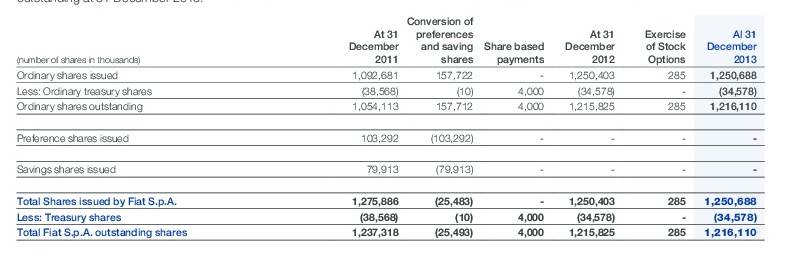 outstanding at 31 December 2013.
Conversion of
At 31 preferences At 31 Exercise Al 31
December and saving Share based December of Stock December
(number of shares in thousands) 2011 shares payments 2012 Options 2013
Ordinary shares issued 1,092,681 157,722 - 1,250,403 285 1,250,688
Less: Ordinary treasury shares (38,568) (10) 4,000 (34,578) - (34,578)
Ordinary shares outstanding 1,054,113 157,712 4,000 1,215,825 285 1,216,110
Preference shares issued 103,292 (103,292) - - - -
Savings shares issued 79,913 (79,913) - - - -
Total Shares issued by Fiat S.p.A. 1,275,886 (25,483) - 1,250,403 285 1,250,688
Less: Treasury shares (38,568) (10) 4,000 (34,578) - (34,578)
Total Fiat S.p.A. outstanding shares 1,237,318 (25,493) 4,000 1,215,825 285 1,216,110